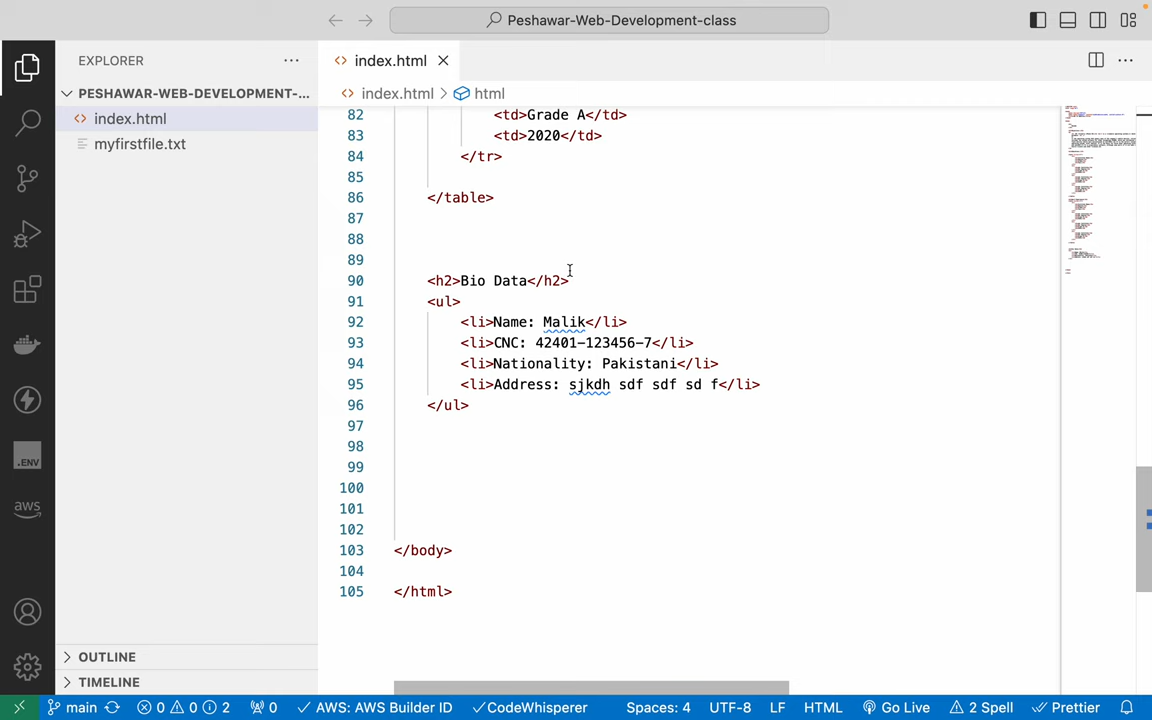 Peshawar-Web-Development-class
EXPLORER
index.html
PESHAWAR-WEB-DEVELOPMENT-...
index.html > html
index.html
myfirstfile.txt
82 <td>Grade A</td>
83 <td>2020</td>
84 </tr>
85
86 </table>
87
88
89
90 <h2>Bio Data</h2>
91 <ul>
92 <li>Name: Malik</li>
93 <li>CNC: 42401-123456-7</li>
94 <li>Nationality: Pakistani</li>
95 <li>Address: sjkdh sdf sdf sd f</li>
96 </ul>
97
98
99
100
101
102
103 </body>
104
105 </html>
.ENV
aws
OUTLINE
TIMELINE
main 0 0 2 0 AWS: AWS Builder ID CodeWhisperer Spaces: 4 UTF-8 LF HTML Go Live 2 Spell Prettier